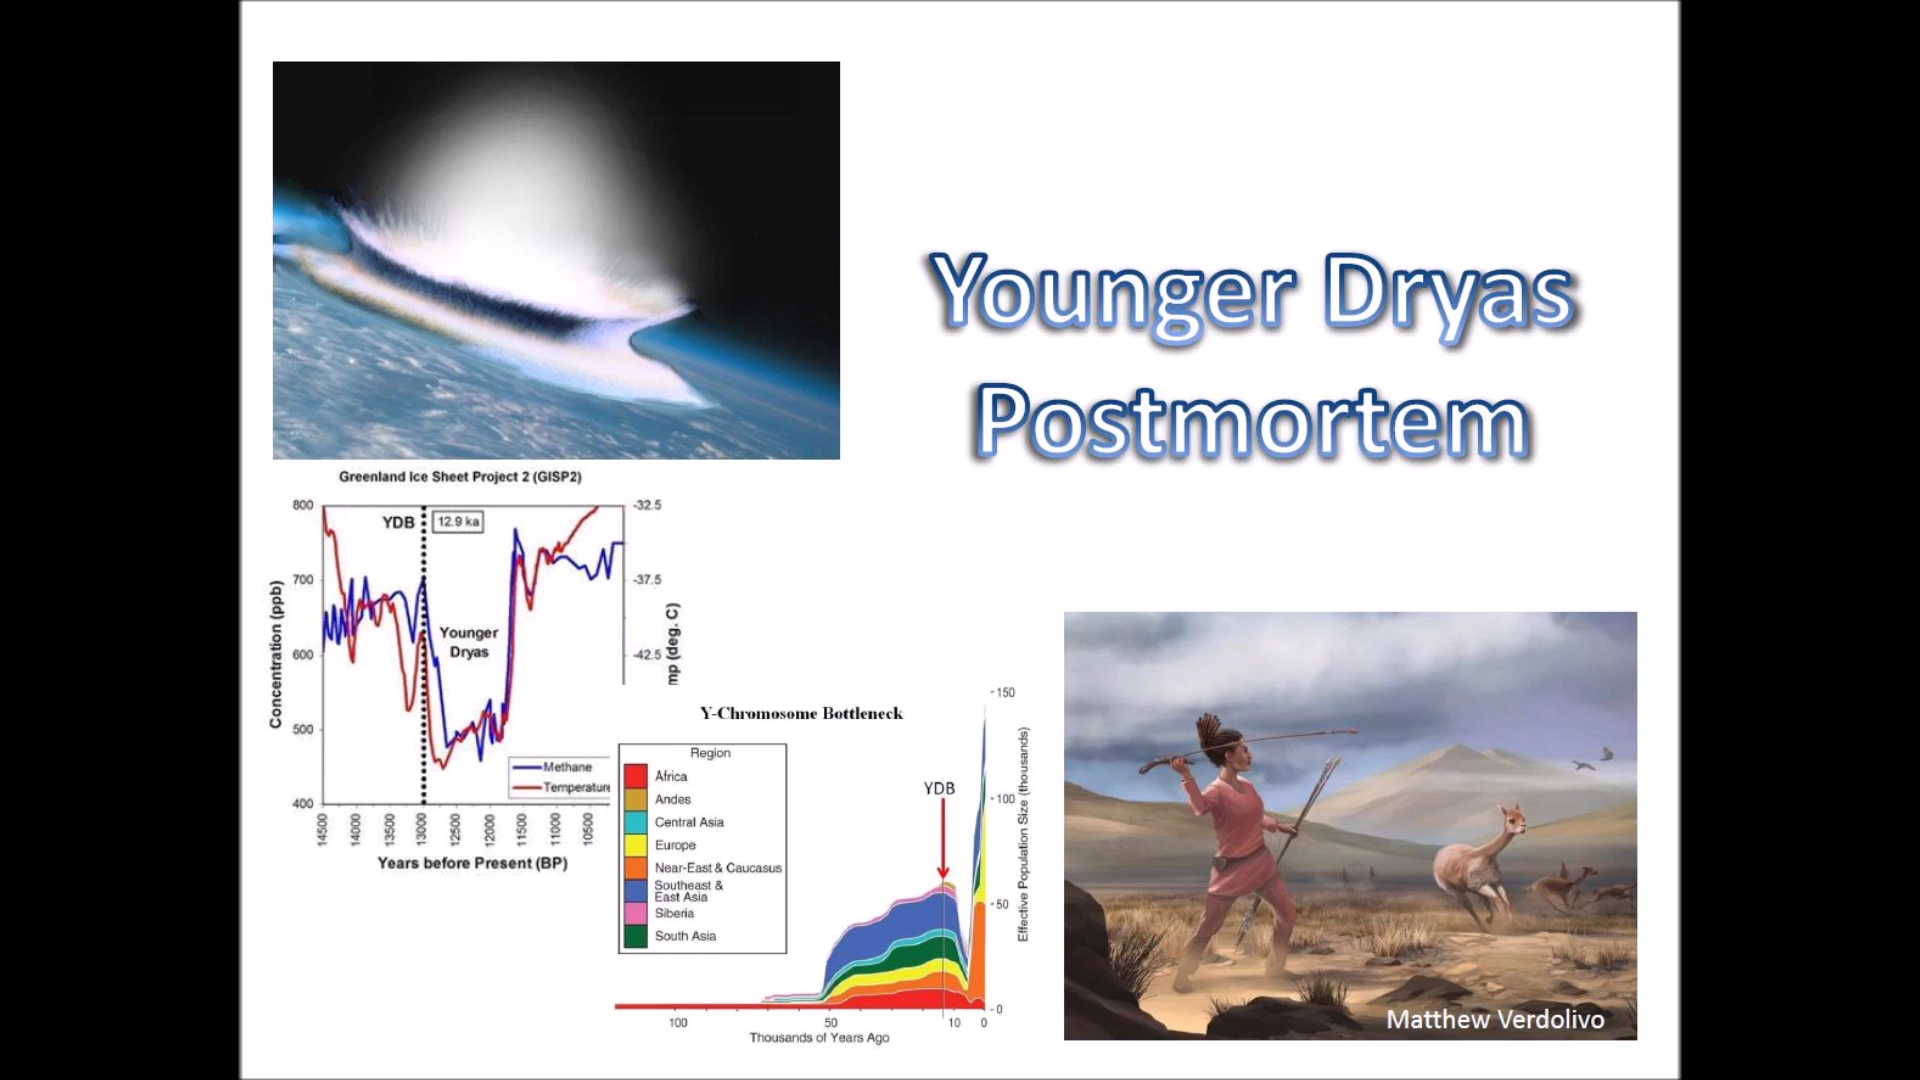 Younger Dryas
Postmortem
Greenland Ice Sheet Project 2 (GISP2)
800
700
600
500
400
Concentration (ppb)
YDB
12.9 ka
Younger
Dryas
-32.5
-37.5
-42.5
mp (deg. C)
Methane
Temperature
14500
14000
13500
13000
12500
12000
11500
11000
10500
Years before Present (BP)
Y-Chromosome Bottleneck
Region
Africa
Andes
Central Asia
Europe
Near-East & Caucasus
Southeast &
East Asia
Siberia
South Asia
YDB
150
100
50
0
Effective Population Size (thousands)
100
50
10
0
Thousands of Years Ago
Matthew Verdolivo